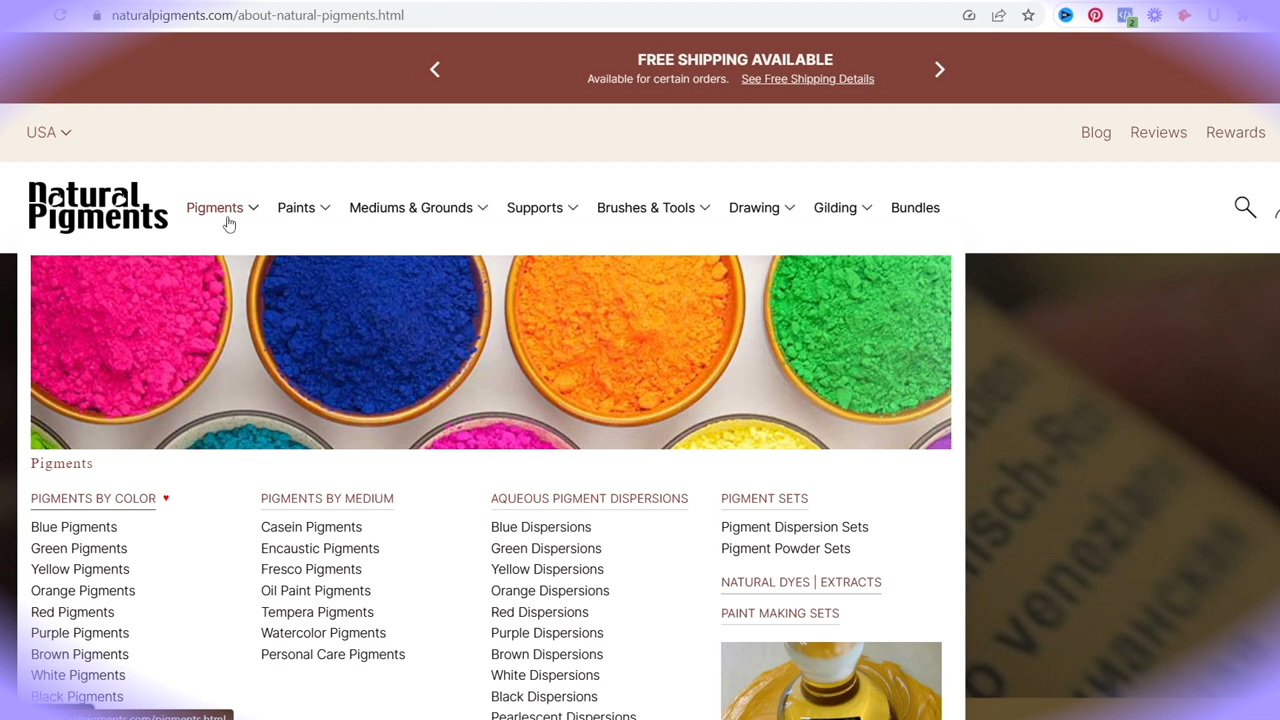 naturalpigments.com/about-natural-pigments.html
2
FREE SHIPPING AVAILABLE
Available for certain orders. See Free Shipping Details
USA
Blog Reviews Rewards
Natural
Pigments
Pigments Paints Mediums & Grounds Supports Brushes & Tools Drawing Gilding Bundles
Pigments
PIGMENTS BY COLOR ♥
Blue Pigments
Green Pigments
Yellow Pigments
Orange Pigments
Red Pigments
Purple Pigments
Brown Pigments
White Pigments
Black Pigments
PIGMENTS BY MEDIUM
Casein Pigments
Encaustic Pigments
Fresco Pigments
Oil Paint Pigments
Tempera Pigments
Watercolor Pigments
Personal Care Pigments
AQUEOUS PIGMENT DISPERSIONS
Blue Dispersions
Green Dispersions
Yellow Dispersions
Orange Dispersions
Red Dispersions
Purple Dispersions
Brown Dispersions
White Dispersions
Black Dispersions
Pearlescent Dispersions
PIGMENT SETS
Pigment Dispersion Sets
Pigment Powder Sets
NATURAL DYES | EXTRACTS
PAINT MAKING SETS